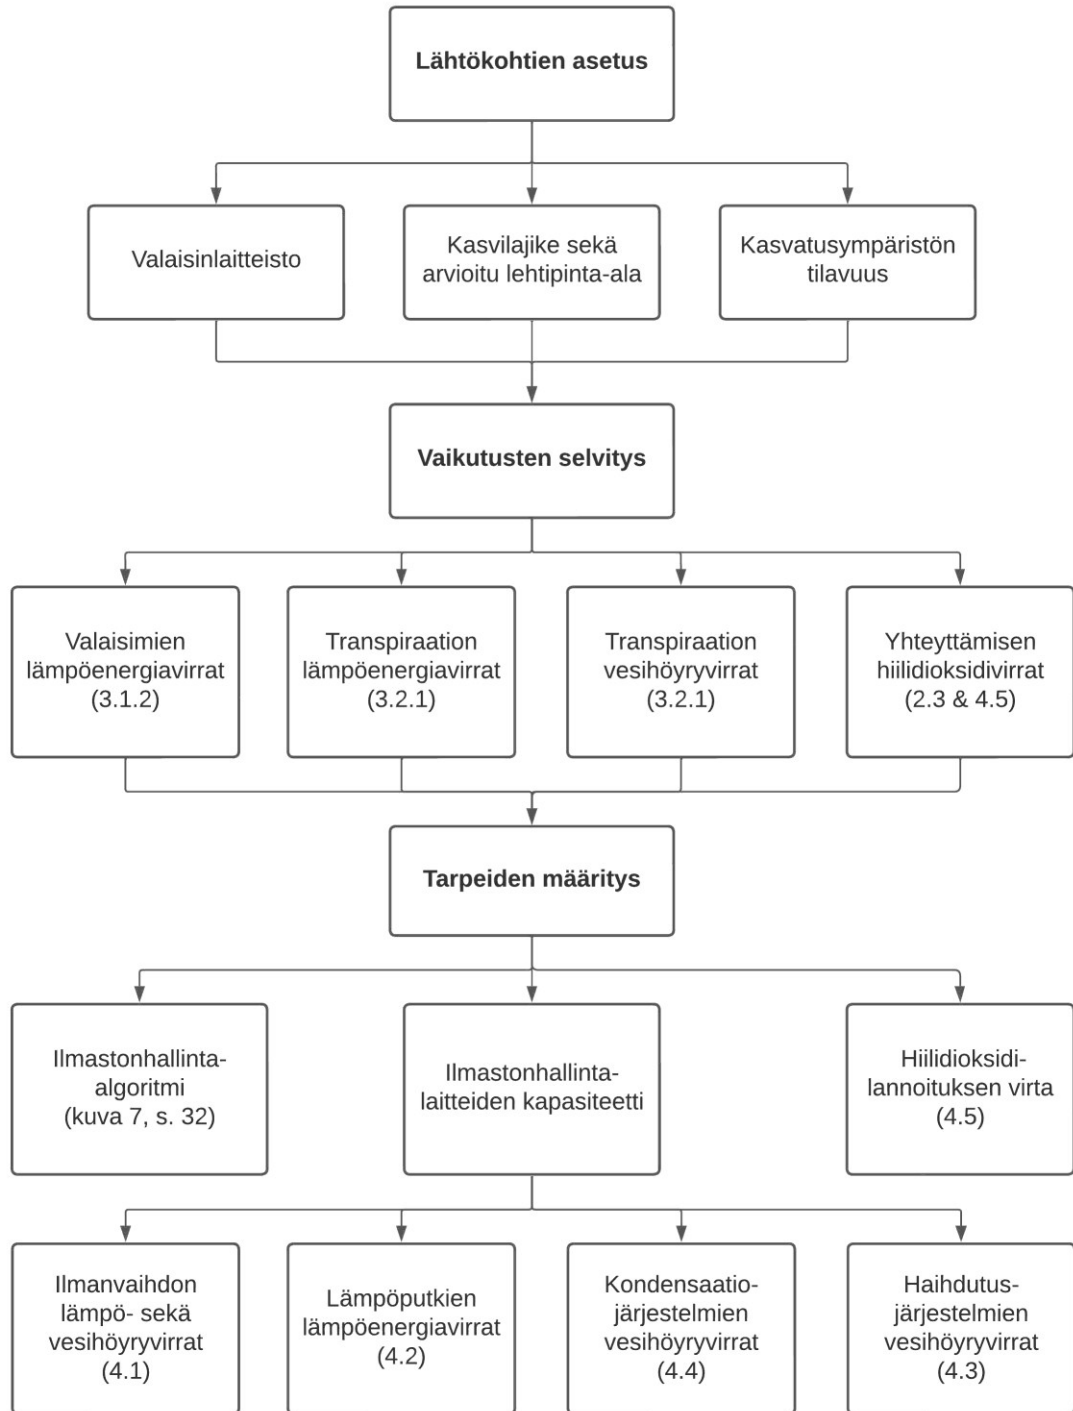 Lähtökohtien asetus
Valaisinlaitteisto
Kasvilajike sekä
arvioitu lehtipinta-ala
Kasvatusympäristön
tilavuus
Vaikutusten selvitys
Valaisimien
lämpöenergiavirrat
(3.1.2)
Transpiraation
lämpöenergiavirrat
(3.2.1)
Transpiraation
vesihöyryvirrat
(3.2.1)
Yhteyttämisen
hiilidioksidivirrat
(2.3 & 4.5)
Tarpeiden määritys
Ilmastonhallinta-
algoritmi
(kuva 7, s. 32)
Ilmastonhallinta-
laitteiden kapasiteetti
Hiilidioksidi-
lannoituksen virta
(4.5)
Ilmanvaihdon
lämpö- sekä
vesihöyryvirrat
(4.1)
Lämpöputkien
lämpöenergiavirrat
(4.2)
Kondensaatio-
järjestelmien
vesihöyryvirrat
(4.4)
Haihdutus-
järjestelmien
vesihöyryvirrat
(4.3)